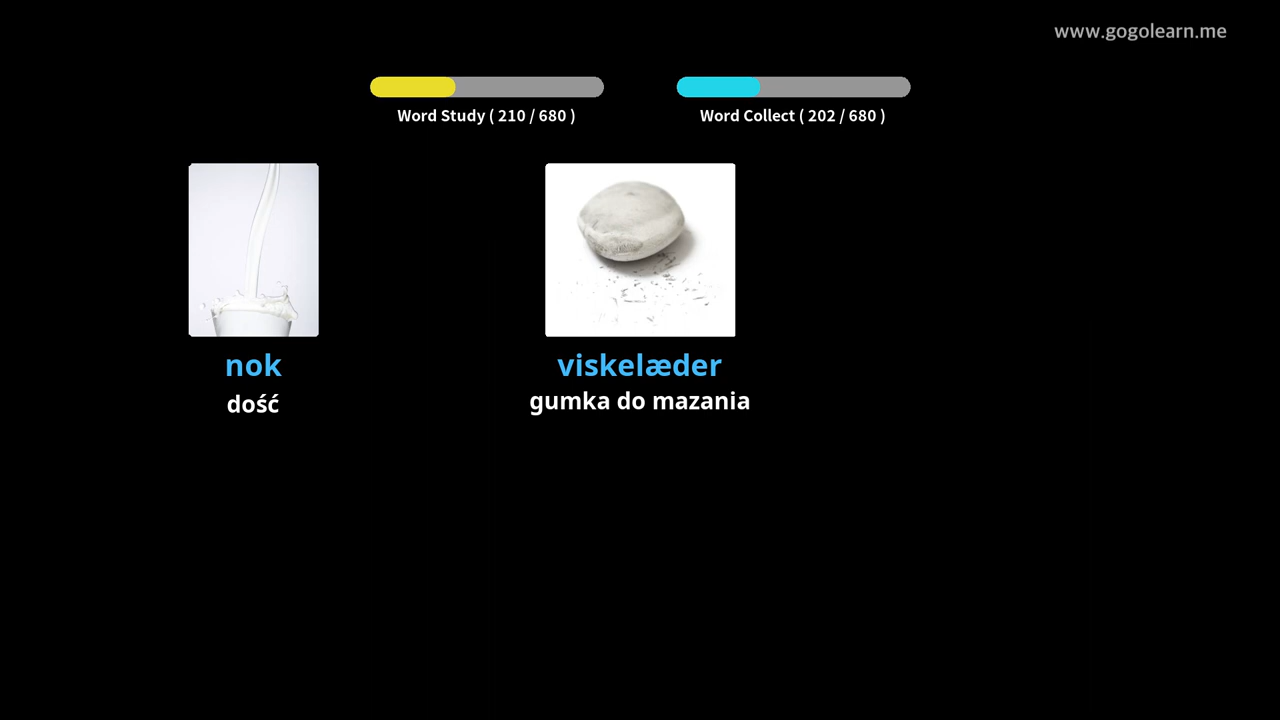 www.gogolearn.me
Word Study ( 210 / 680 )
Word Collect ( 202 / 680 )
nok
dość
viskelæder
gumka do mazania